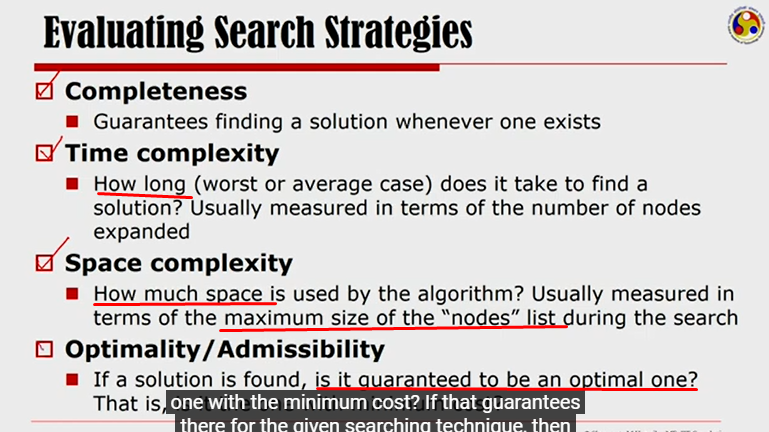 Evaluating Search Strategies
Completeness
Guarantees finding a solution whenever one exists
Time complexity
How long (worst or average case) does it take to find a
solution? Usually measured in terms of the number of nodes
expanded
Space complexity
How much space is used by the algorithm? Usually measured in
terms of the maximum size of the “nodes” list during the search
Optimality/Admissibility
If a solution is found, is it guaranteed to be an optimal one?
That is,
one with the minimum cost? If that guarantees
there for the given searching technique, then